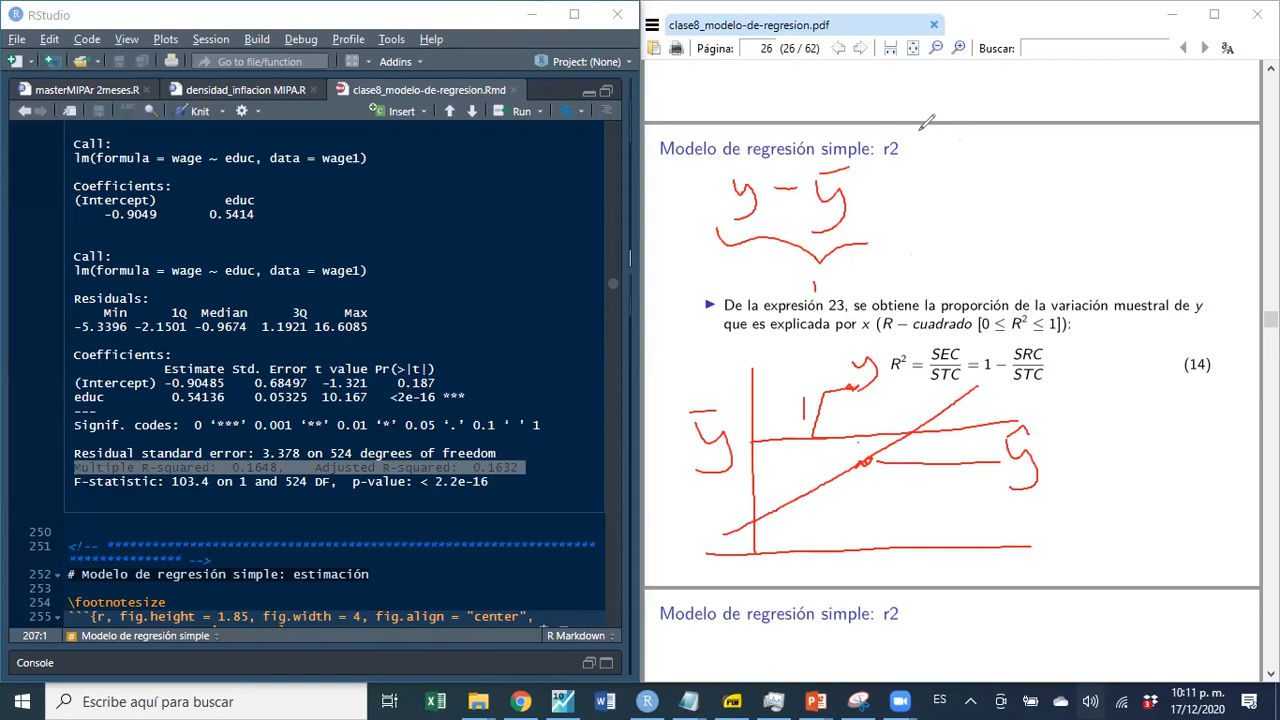 RStudio
File Edit Code View Plots Session Build Debug Profile Tools Help
Go to file/function
Addins
Project: (None)
masterMIPAr 2meses.R
densidad_inflacion MIPA.R
clase8_modelo-de-regresion.Rmd
ABC
Knit
Insert
Run
Call:
lm(formula = wage ~ educ, data = wage1)
Coefficients:
(Intercept) educ
-0.9049 0.5414
Call:
lm(formula = wage ~ educ, data = wage1)
Residuals:
Min 1Q Median 3Q Max
-5.3396 -2.1501 -0.9674 1.1921 16.6085
Coefficients:
Estimate Std. Error t value Pr(>|t|)
(Intercept) -0.90485 0.68497 -1.321 0.187
educ 0.54136 0.05325 10.167 <2e-16 ***
---
Signif. codes: 0 ‘***’ 0.001 ‘**’ 0.01 ‘*’ 0.05 ‘.’ 0.1 ‘ ’ 1
Residual standard error: 3.378 on 524 degrees of freedom
Multiple R-squared: 0.1648, Adjusted R-squared: 0.1632
F-statistic: 103.4 on 1 and 524 DF, p-value: < 2.2e-16
250
251 <!-- ******************************************************************
*************** -->
252 # Modelo de regresión simple: estimación
253
254 \footnotesize
255 ```{r, fig.height = 1.85, fig.width = 4, fig.align = "center",
207:1 Modelo de regresión simple R Markdown
Console
clase8_modelo-de-regresion.pdf
Página: 26 (26 / 62) Buscar:
Modelo de regresión simple: r2
y - ȳ
1
De la expresión 23, se obtiene la proporción de la variación muestral de y
que es explicada por x (R − cuadrado [0 ≤ R² ≤ 1]):
R² = SEC/STC = 1 − SRC/STC (14)
y
1
ȳ
Modelo de regresión simple: r2
Escribe aquí para buscar
ES
10:11 p. m.
17/12/2020